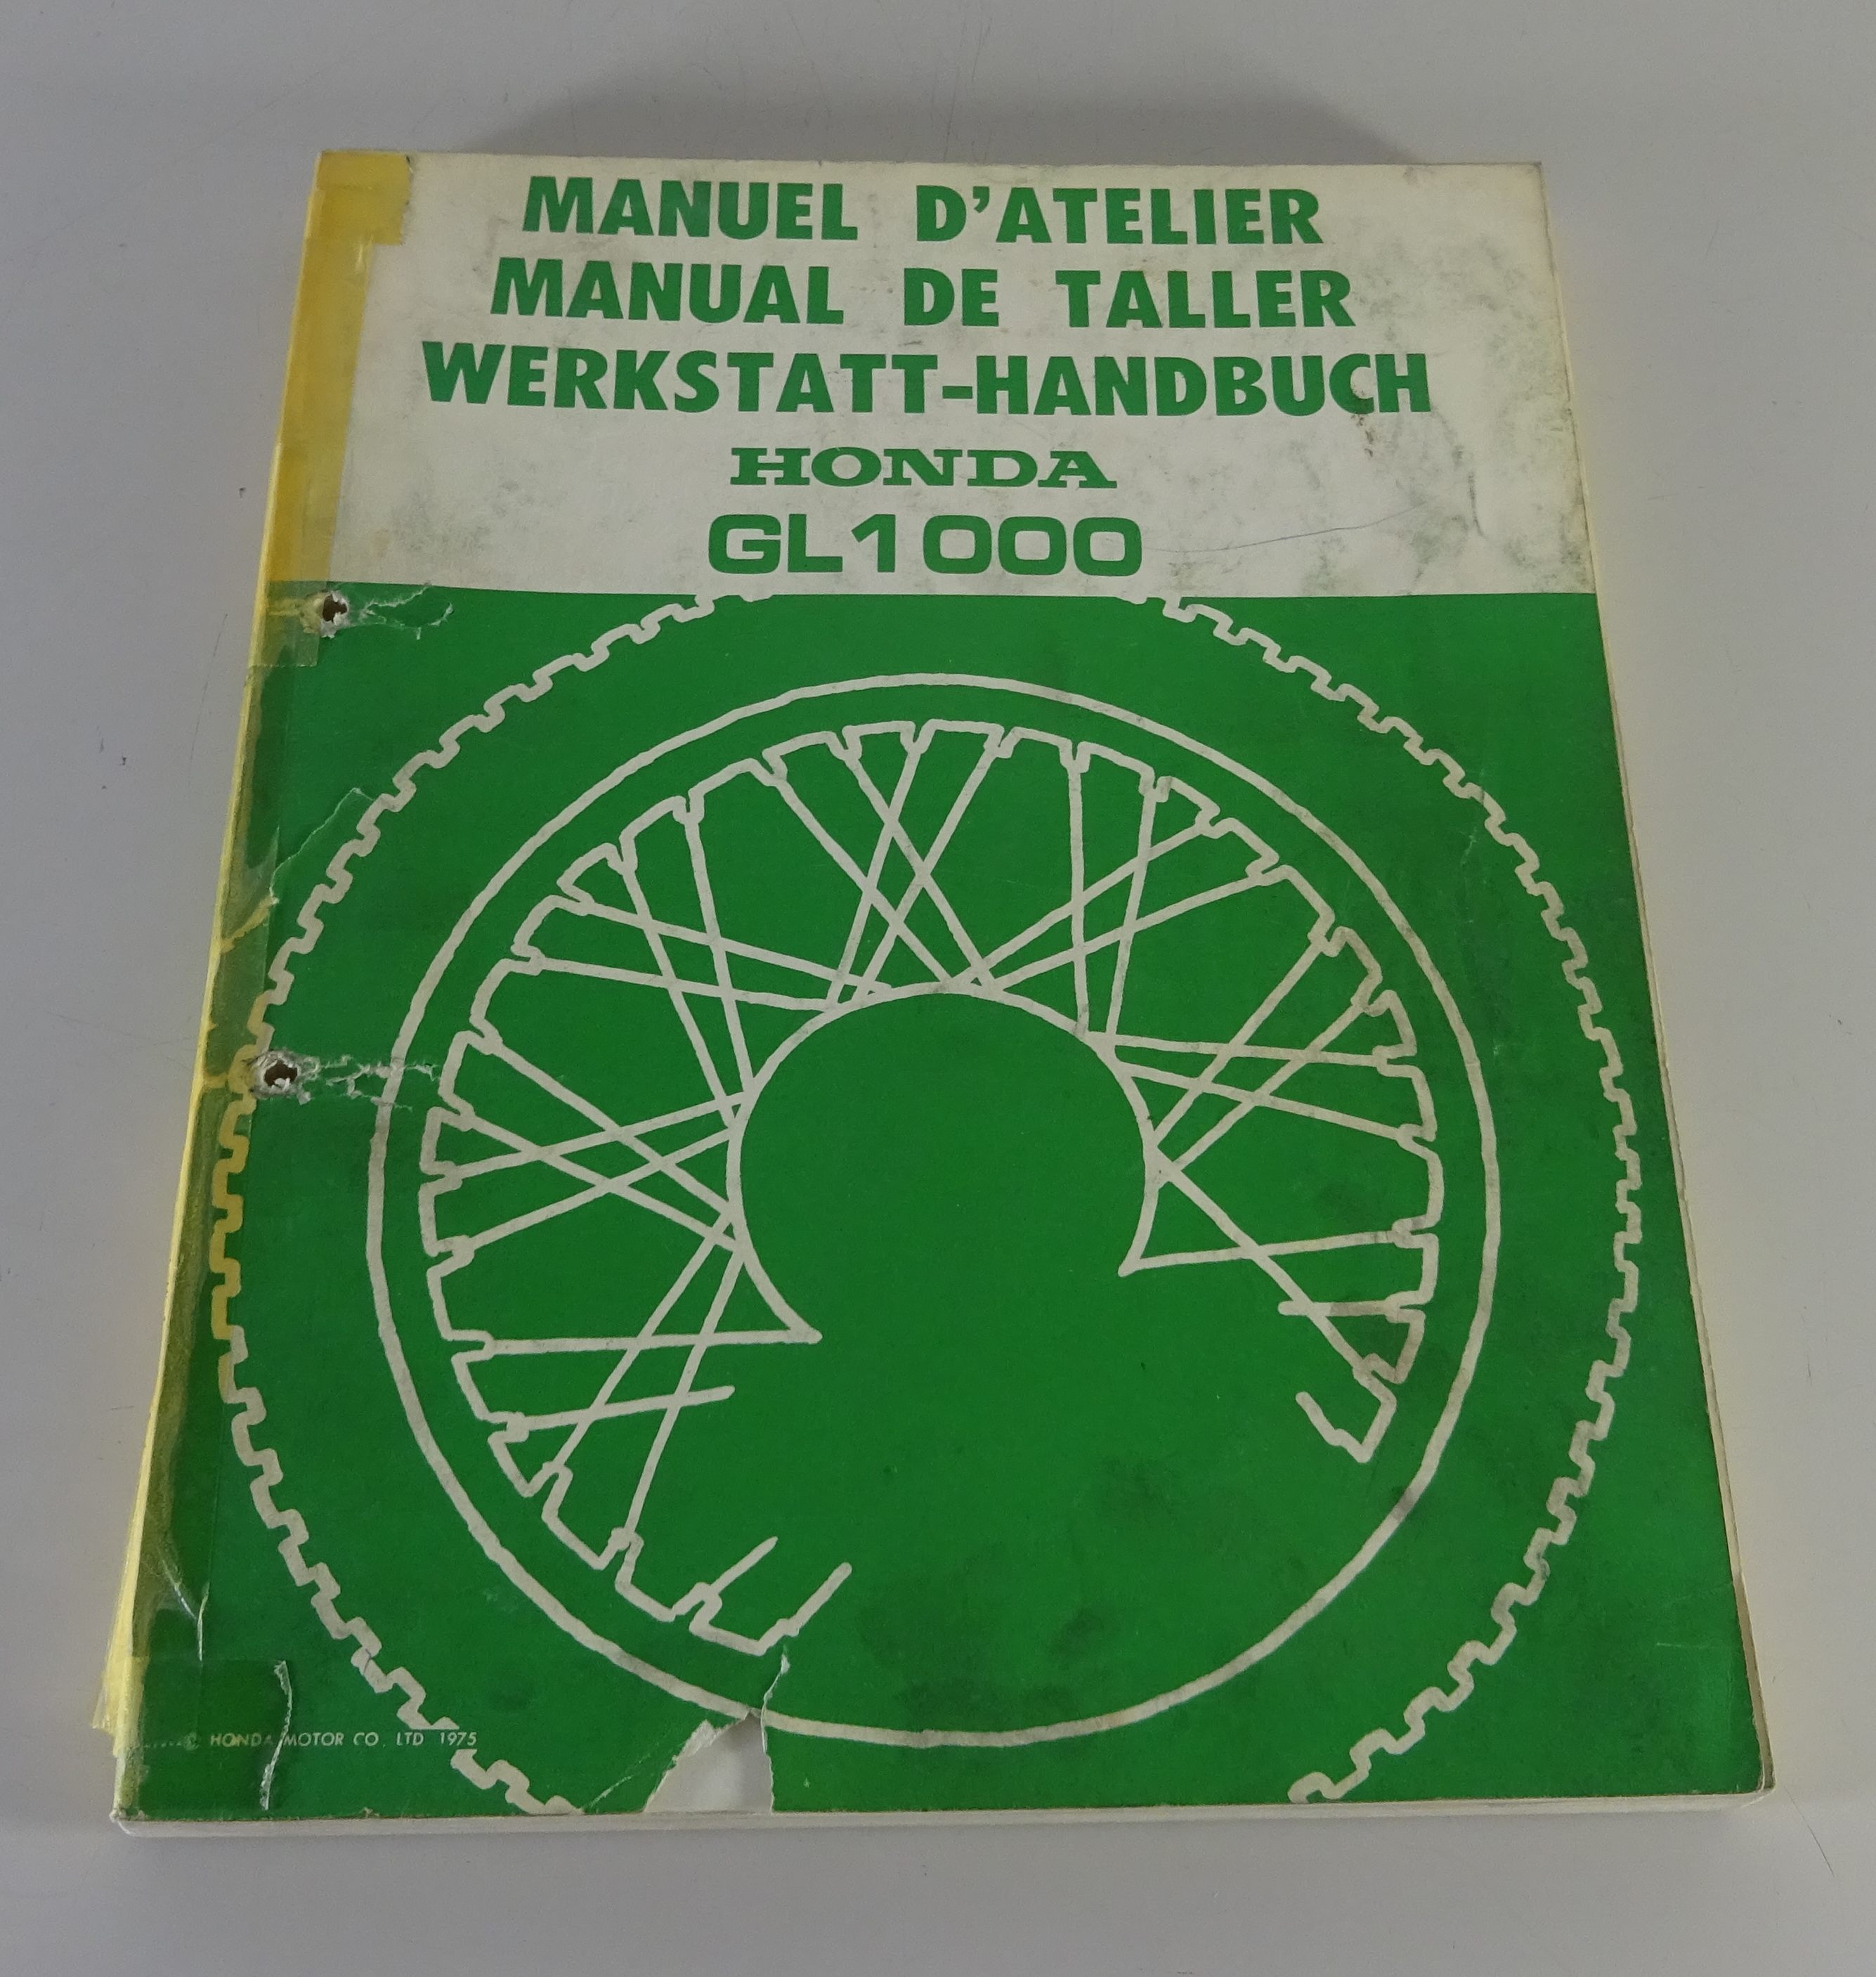 MANUEL D'ATELIER
MANUAL DE TALLER
WERKSTATT-HANDBUCH
HONDA
GL1000
© HONDA MOTOR CO. LTD 1975